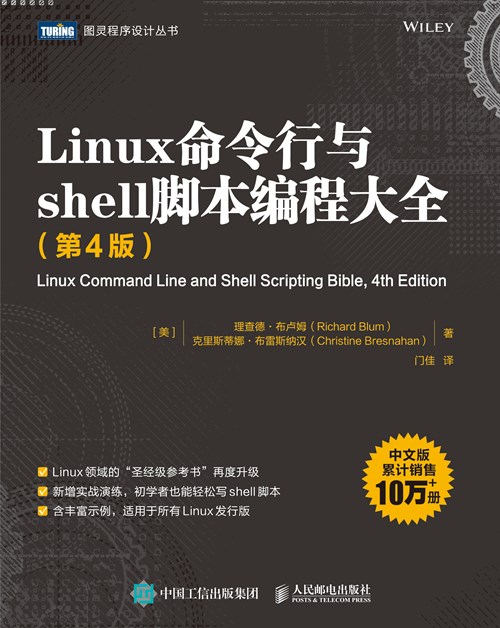 TURING 图灵程序设计丛书
WILEY
Linux命令行与
shell脚本编程大全
（第4版）
Linux Command Line and Shell Scripting Bible, 4th Edition
［美］ 理查德·布卢姆（Richard Blum）
克里斯蒂娜·布雷斯纳汉（Christine Bresnahan） 著
门佳 译
中文版
累计销售
10万+册
Linux领域的“圣经级参考书”再度升级
新增实战演练，初学者也能轻松写shell脚本
含丰富示例，适用于所有Linux发行版
中国工信出版集团 人民邮电出版社
POSTS & TELECOM PRESS